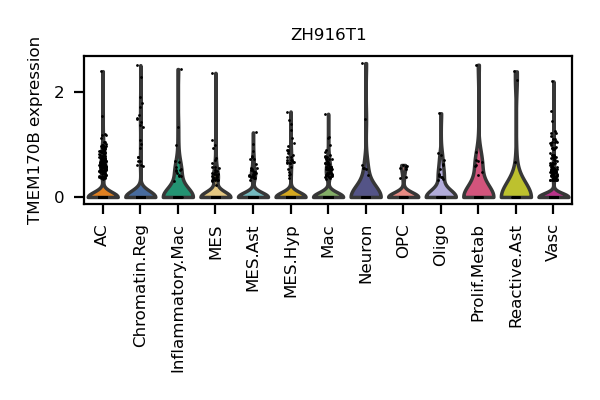 ZH916T1
TMEM170B expression
2
0
AC
Chromatin.Reg
Inflammatory.Mac
MES
MES.Ast
MES.Hyp
Mac
Neuron
OPC
Oligo
Prolif.Metab
Reactive.Ast
Vasc